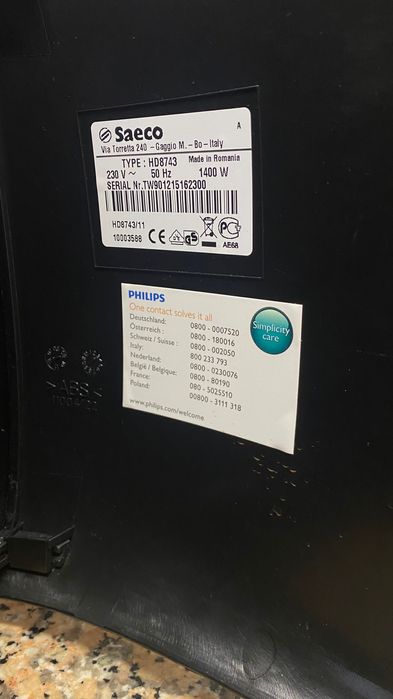 Saeco
A
Via Torretta 240 - Gaggio M. - Bo - Italy
TYPE : HD8743 Made in Romania
230 V ~ 50 Hz 1400 W
SERIAL Nr.TW901215162300
HD8743/11
10003588
CE
GS
AE68
PHILIPS
One contact solves it all
Simplicity
care
Deutschland: 0800 - 0007520
Österreich : 0800 - 180016
Schweiz / Suisse : 0800 - 002050
Italy: 800 233 793
Nederland: 0800 - 0230076
België / Belgique: 0800 - 80190
France: 080 - 5025510
Poland: 00800 - 3111 318
www.philips.com/welcome
>ABS<